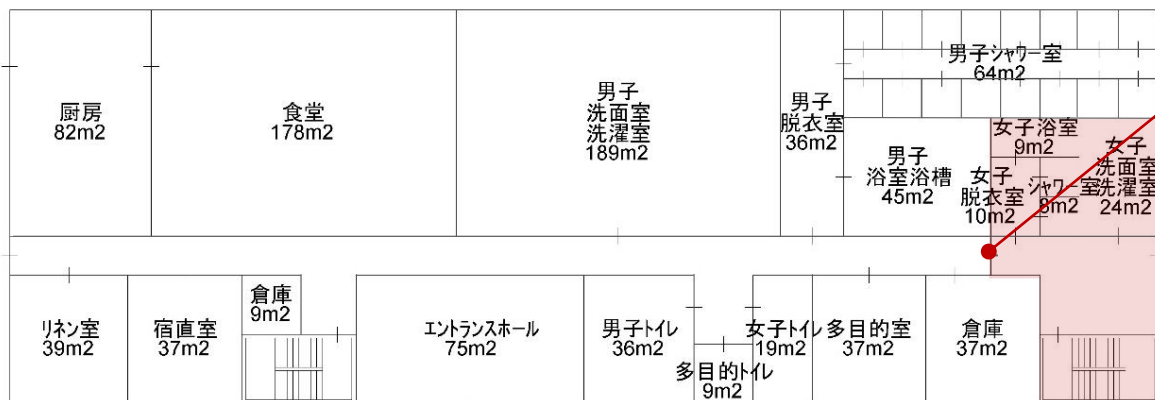 厨房
82m2
食堂
178m2
男子
洗面室
洗濯室
189m2
男子
脱衣室
36m2
男子シャワー室
64m2
男子
浴室浴槽
45m2
女子浴室
9m2
女子
脱衣室
10m2
シャワー室
8m2
女子
洗面室
洗濯室
24m2
リネン室
39m2
宿直室
37m2
倉庫
9m2
エントランスホール
75m2
男子トイレ
36m2
多目的トイレ
9m2
女子トイレ
19m2
多目的室
37m2
倉庫
37m2